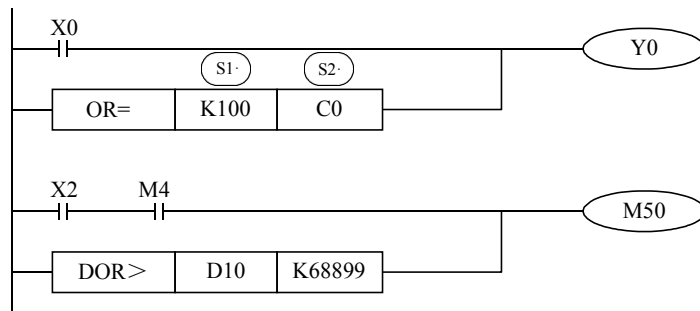 X0
Y0
S1· S2·
OR= K100 C0
X2 M4
M50
DOR＞ D10 K68899